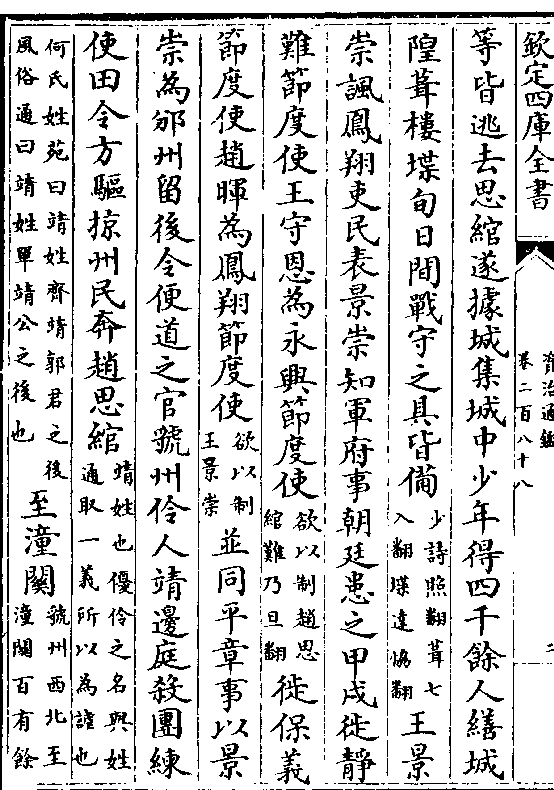 欽定四庫全書
資治通鑑
卷二百八十八
二
等皆逃去思綰遂據城集城中少年得四千餘人繕城
隍葺樓堞旬日間戰守之具皆備少詩照翻葺七入翻堞達恊翻王景
崇諷鳳翔吏民表景崇知軍府事朝廷患之甲戌徙靜
難節度使王守恩為永興節度使欲以制趙思綰難乃旦翻徙保義
節度使趙暉為鳳翔節度使欲以制王景崇並同平章事以景
崇為邠州留後令便道之官虢州伶人靖邊庭殺團練
使田令方驅掠州民奔趙思綰靖姓也優伶之名與姓通取一義所以為謔也
何氏姓苑曰靖姓齊靖郭君之後風俗通曰靖姓單靖公之後也至潼關虢州西北至潼關百有餘